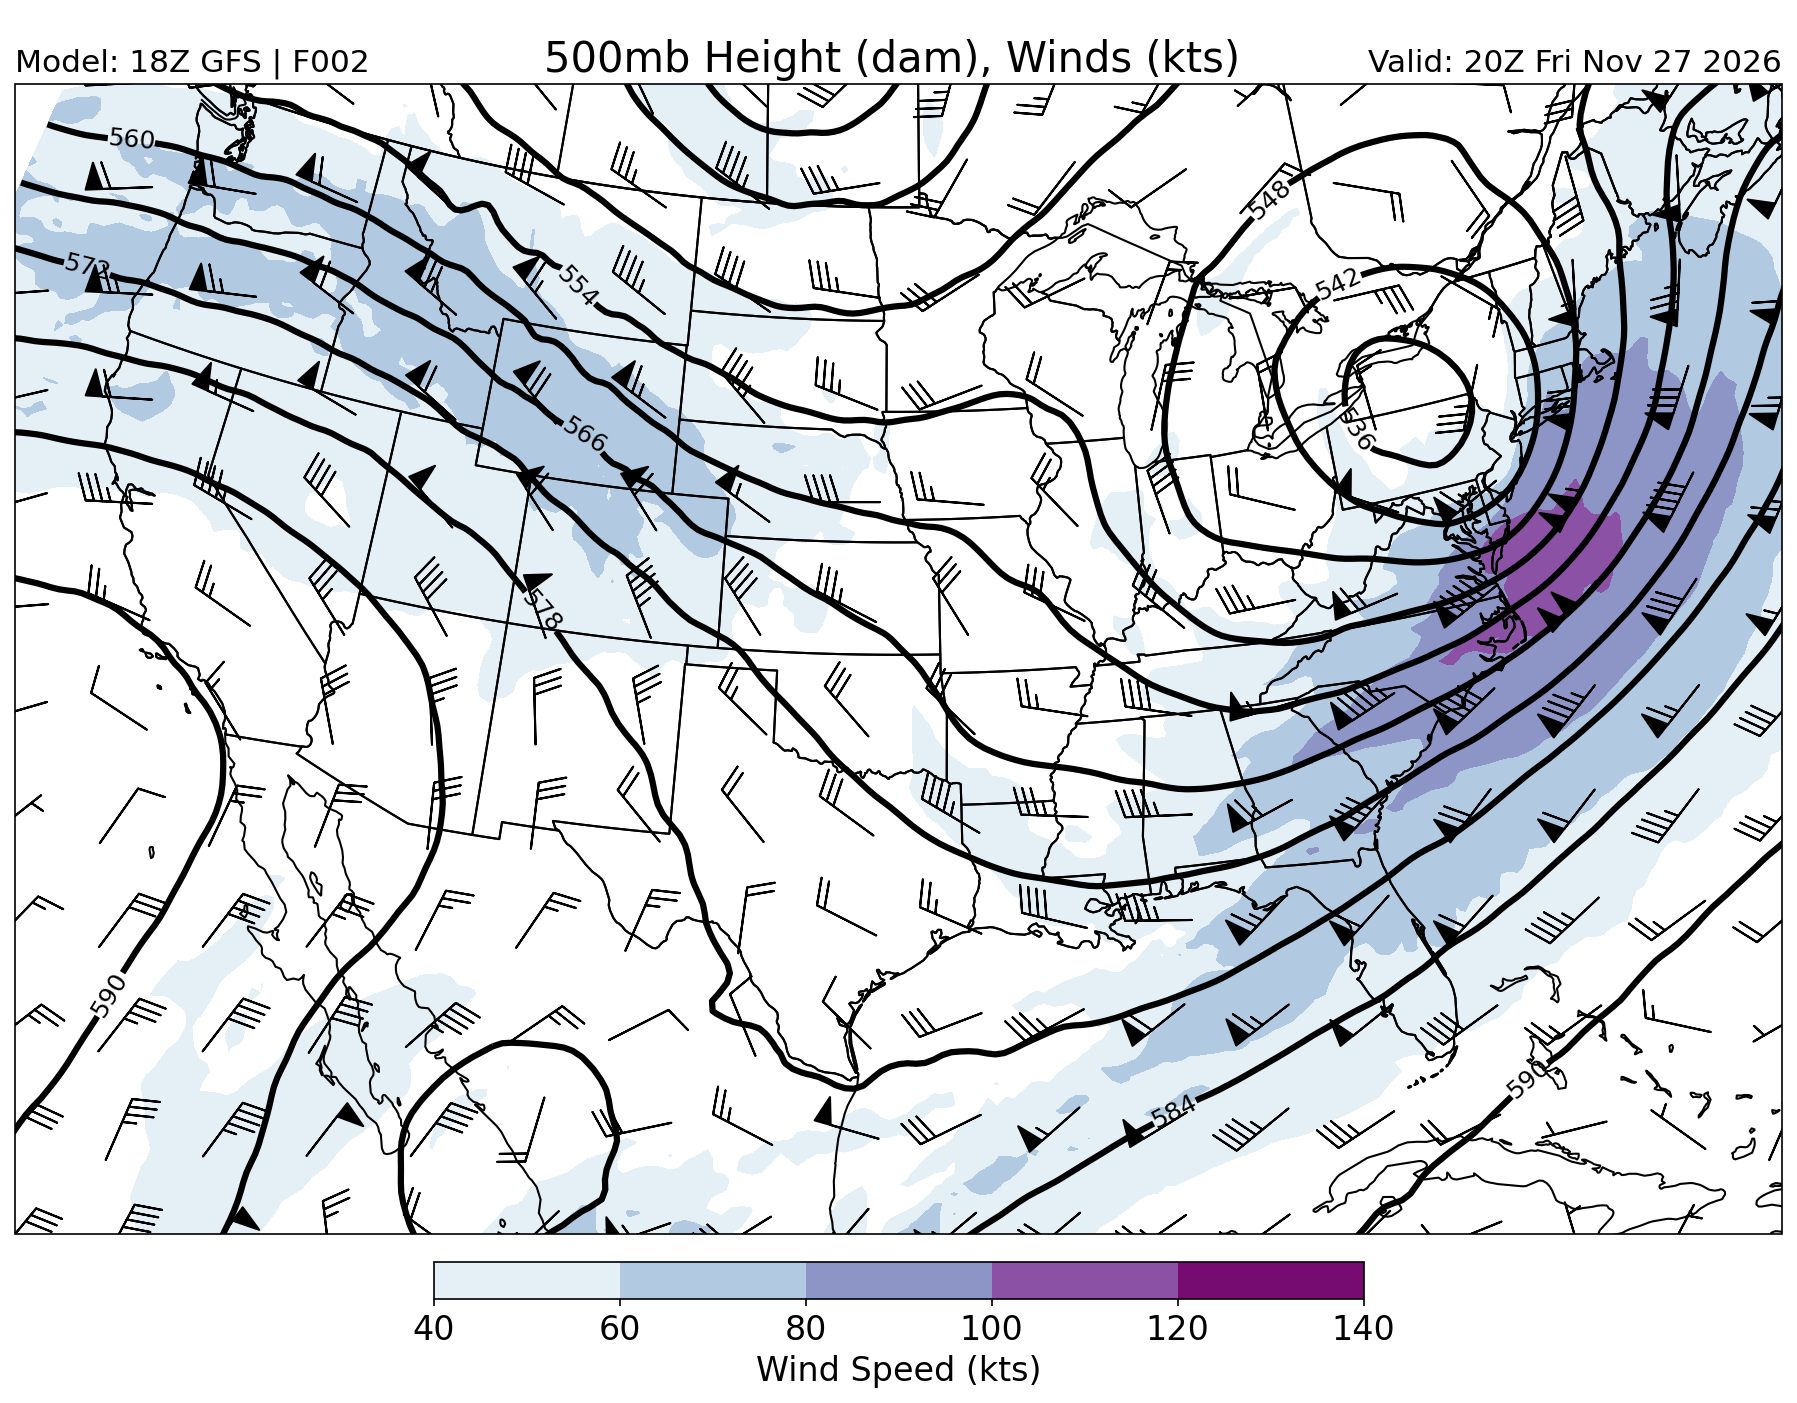 Model: 18Z GFS | F002
500mb Height (dam), Winds (kts)
Valid: 20Z Fri Nov 27 2026
560
548
572
554
542
566
536
578
590
590
584
40 60 80 100 120 140
Wind Speed (kts)